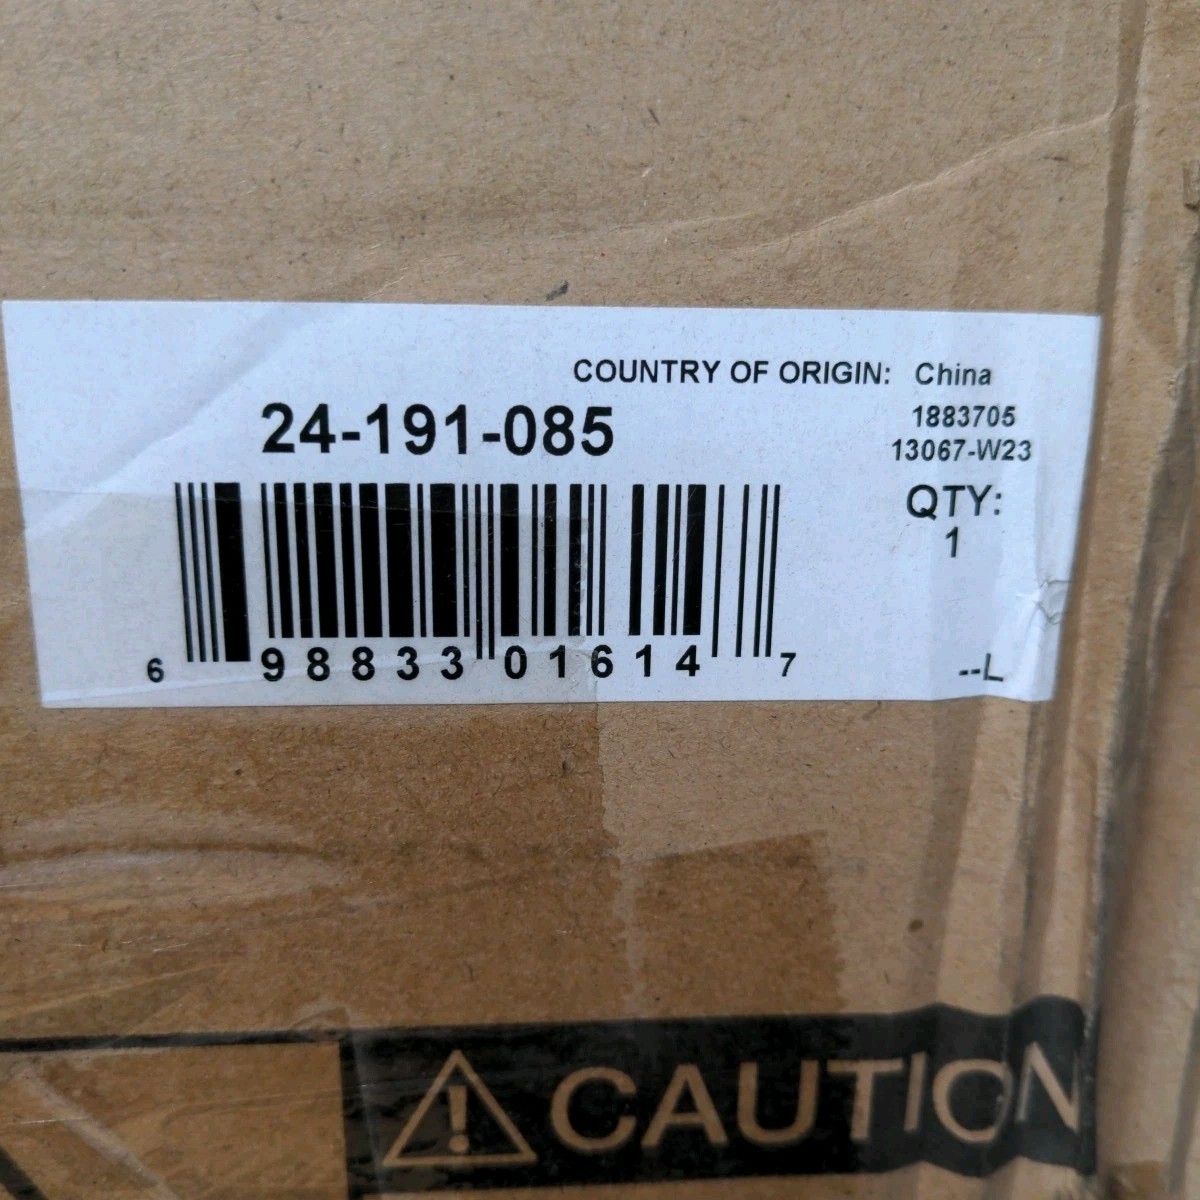 COUNTRY OF ORIGIN: China
24-191-085
1883705
13067-W23
QTY:
1
6 98833 01614 7
--L
CAUTION